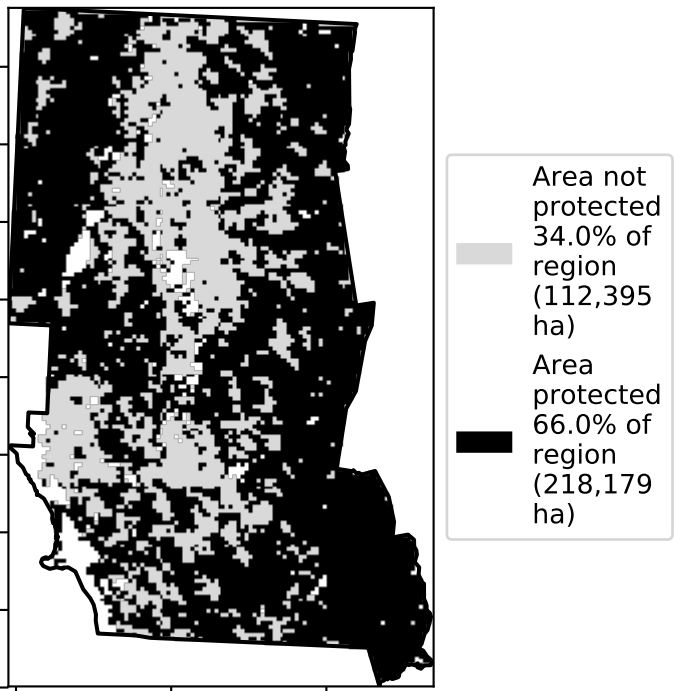 Area not
protected
34.0% of
region
(112,395
ha)
Area
protected
66.0% of
region
(218,179
ha)